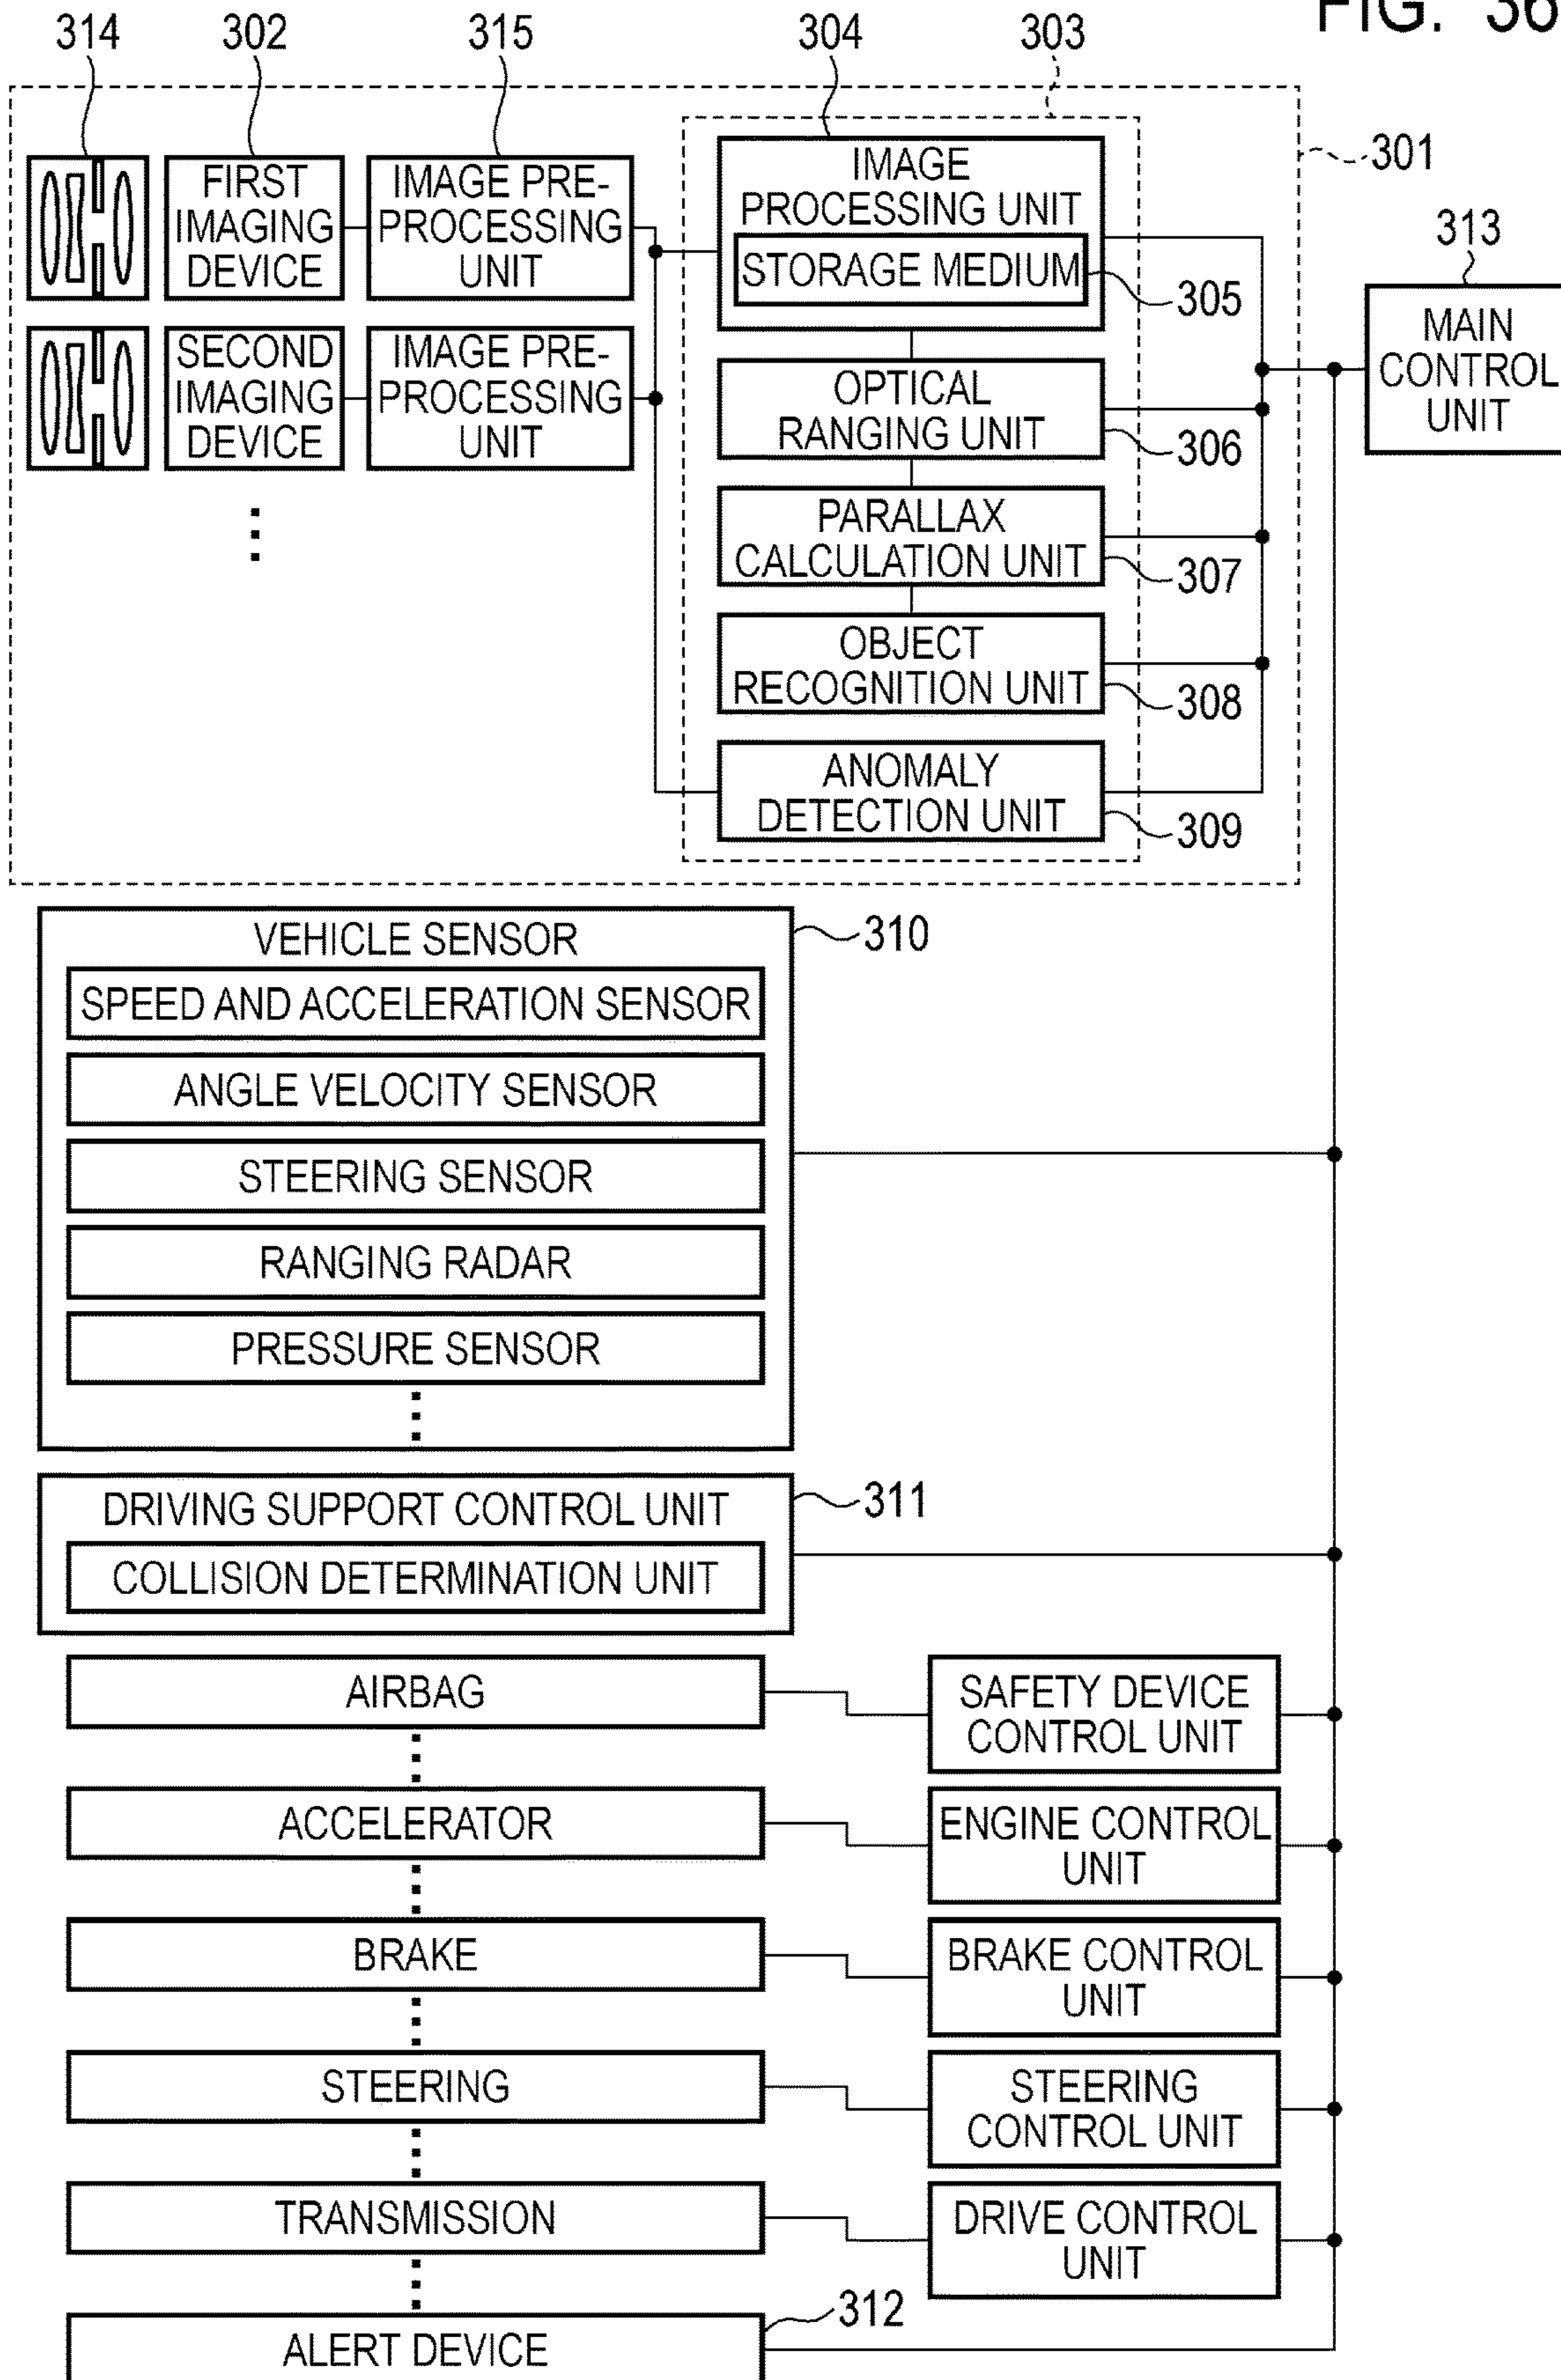 FIG. 36
314
302
315
304
303
301
FIRST
IMAGING
DEVICE
IMAGE PRE-
PROCESSING
UNIT
IMAGE
PROCESSING UNIT
STORAGE MEDIUM
305
313
MAIN
CONTROL
UNIT
SECOND
IMAGING
DEVICE
IMAGE PRE-
PROCESSING
UNIT
OPTICAL
RANGING UNIT
306
PARALLAX
CALCULATION UNIT
307
OBJECT
RECOGNITION UNIT
308
ANOMALY
DETECTION UNIT
309
VEHICLE SENSOR
310
SPEED AND ACCELERATION SENSOR
ANGLE VELOCITY SENSOR
STEERING SENSOR
RANGING RADAR
PRESSURE SENSOR
DRIVING SUPPORT CONTROL UNIT
311
COLLISION DETERMINATION UNIT
AIRBAG
SAFETY DEVICE
CONTROL UNIT
ACCELERATOR
ENGINE CONTROL
UNIT
BRAKE
BRAKE CONTROL
UNIT
STEERING
STEERING
CONTROL UNIT
TRANSMISSION
DRIVE CONTROL
UNIT
312
ALERT DEVICE